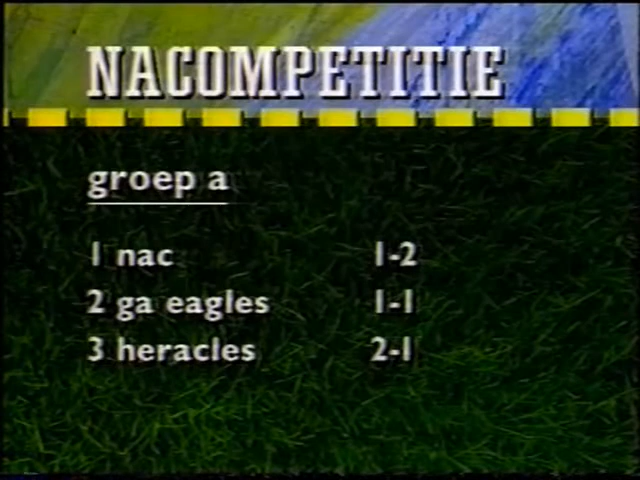 NACOMPETITIE
groep a
1 nac 1-2
2 ga eagles 1-1
3 heracles 2-1